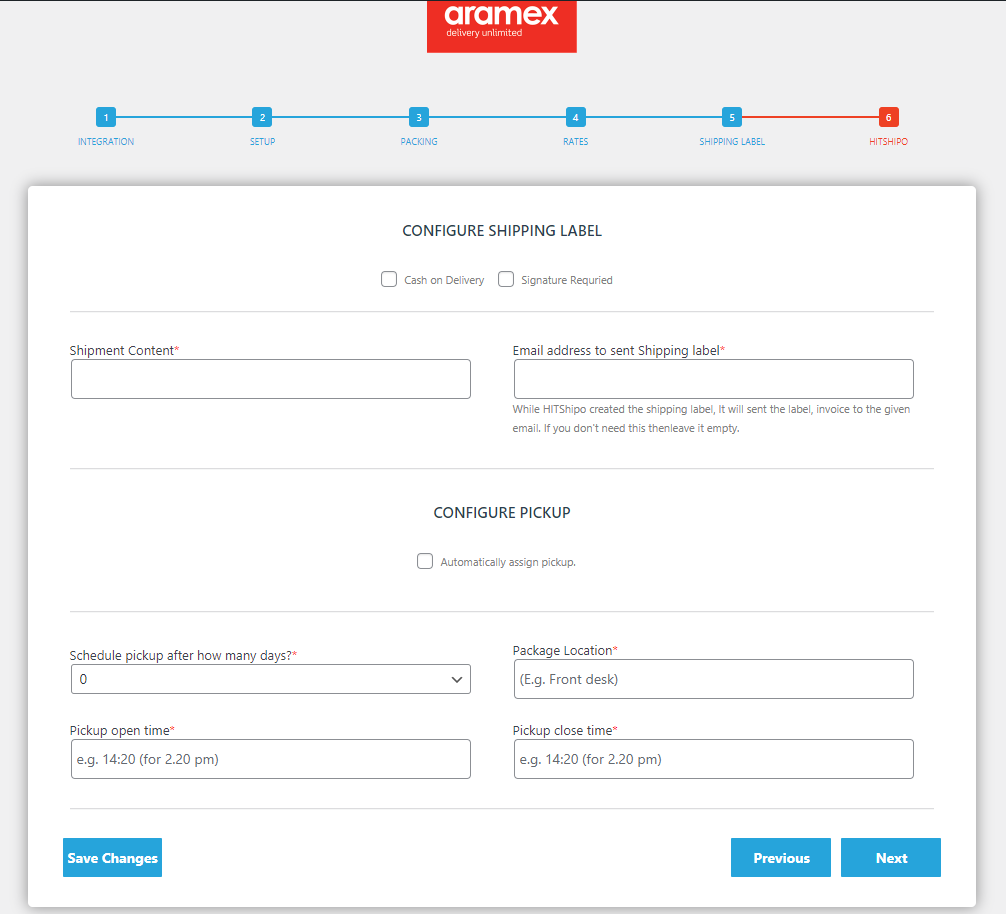 aramex
delivery unlimited
1 2 3 4 5 6
INTEGRATION SETUP PACKING RATES SHIPPING LABEL HITSHIPO
CONFIGURE SHIPPING LABEL
Cash on Delivery Signature Requried
Shipment Content* Email address to sent Shipping label*
While HITShipo created the shipping label, It will sent the label, invoice to the given
email. If you don't need this thenleave it empty.
CONFIGURE PICKUP
Automatically assign pickup.
Schedule pickup after how many days?* Package Location*
0 (E.g. Front desk)
Pickup open time* Pickup close time*
e.g. 14:20 (for 2.20 pm) e.g. 14:20 (for 2.20 pm)
Save Changes Previous Next